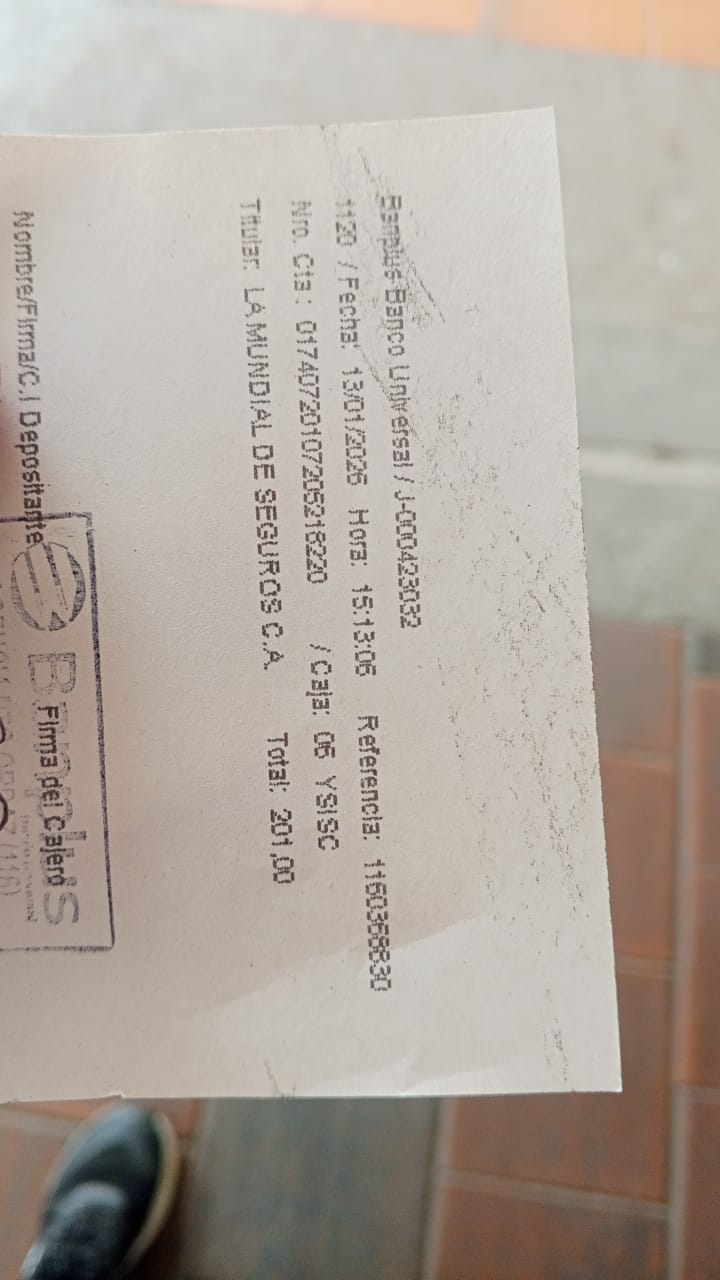 Banplus Banco Universal / J-000423032
1120 / Fecha: 13/01/2026 Hora: 15:13:06 Referencia: 1160368830
Nro. Cta: 01740720107205218220 / Caja: 06 YSISC
Titular: LA MUNDIAL DE SEGUROS C.A. Total: 201,00
Nombre/Firma/C.I Depositante Firma del Cajero
Banplus